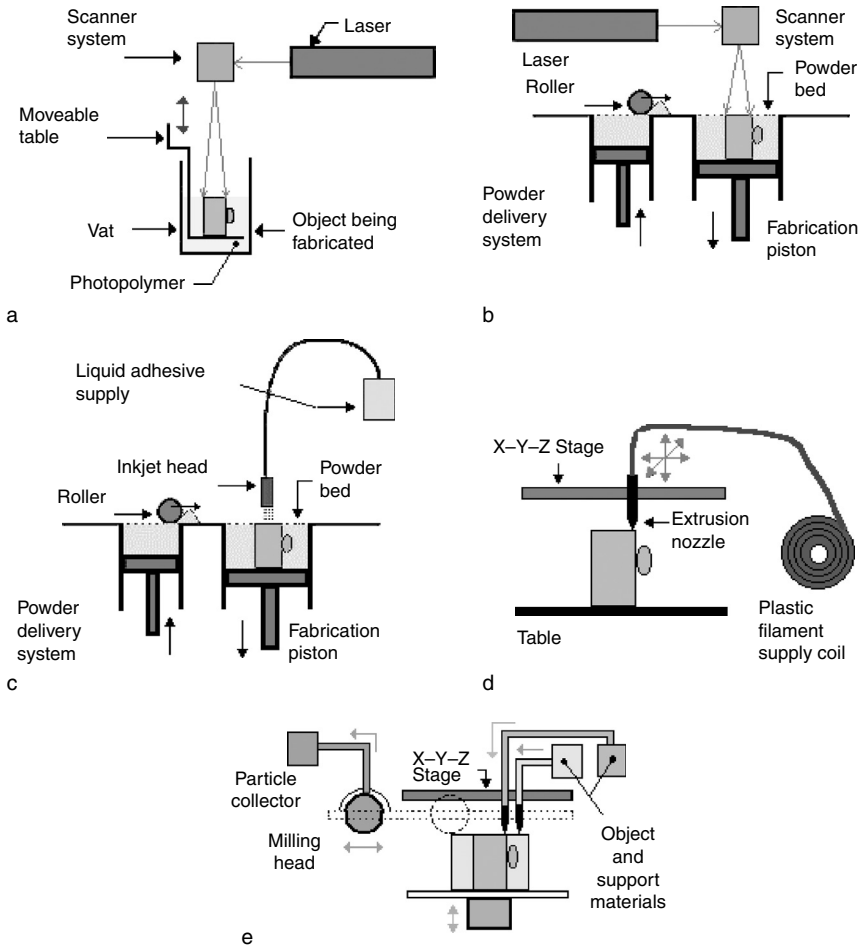 Scanner
system
Laser
Moveable
table
Vat
Object being
fabricated
Photopolymer
a
Scanner
system
Laser
Roller
Powder
bed
Powder
delivery
system
Fabrication
piston
b
Liquid adhesive
supply
Inkjet head
Powder
bed
Roller
Powder
delivery
system
Fabrication
piston
c
X–Y–Z Stage
Extrusion
nozzle
Table
Plastic
filament
supply coil
d
Particle
collector
X–Y–Z
Stage
Milling
head
Object
and
support
materials
e